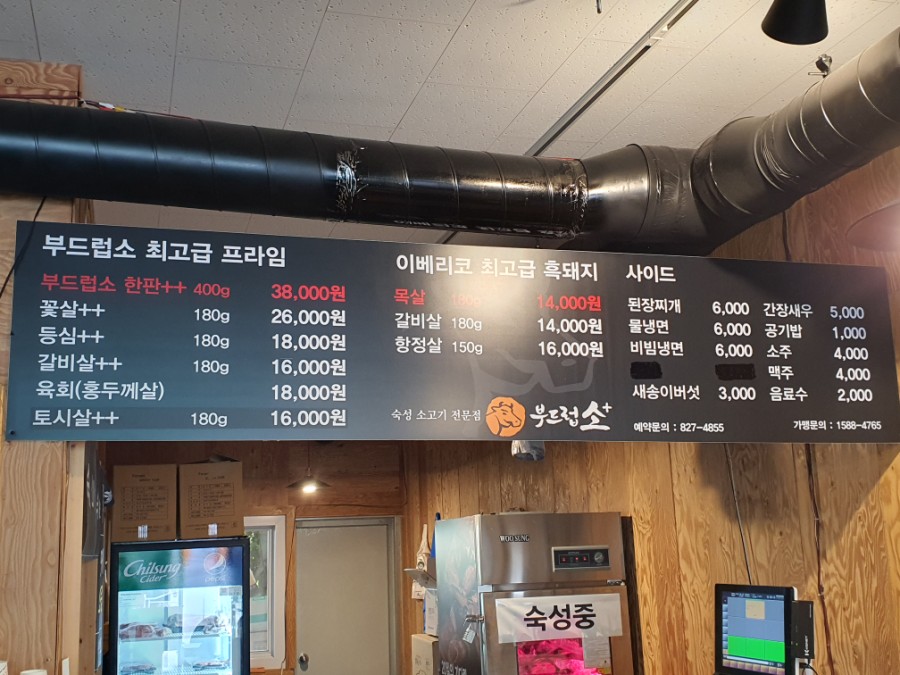 부드럽소 최고급 프라임
부드럽소 한판++ 400g 38,000원
꽃살++ 180g 26,000원
등심++ 180g 18,000원
갈비살++ 180g 16,000원
육회(홍두께살) 18,000원
토시살++ 180g 16,000원
이베리코 최고급 흑돼지
목살 180g 14,000원
갈비살 180g 14,000원
항정살 150g 16,000원
숙성 소고기 전문점 부드럽소+
사이드
된장찌개 6,000
물냉면 6,000
비빔냉면 6,000
새송이버섯 3,000
간장새우 5,000
공기밥 1,000
소주 4,000
맥주 4,000
음료수 2,000
예약문의 : 827-4855
가맹문의 : 1588-4765
Chilsung
Cider
pepsi
WOOSUNG
숙성중